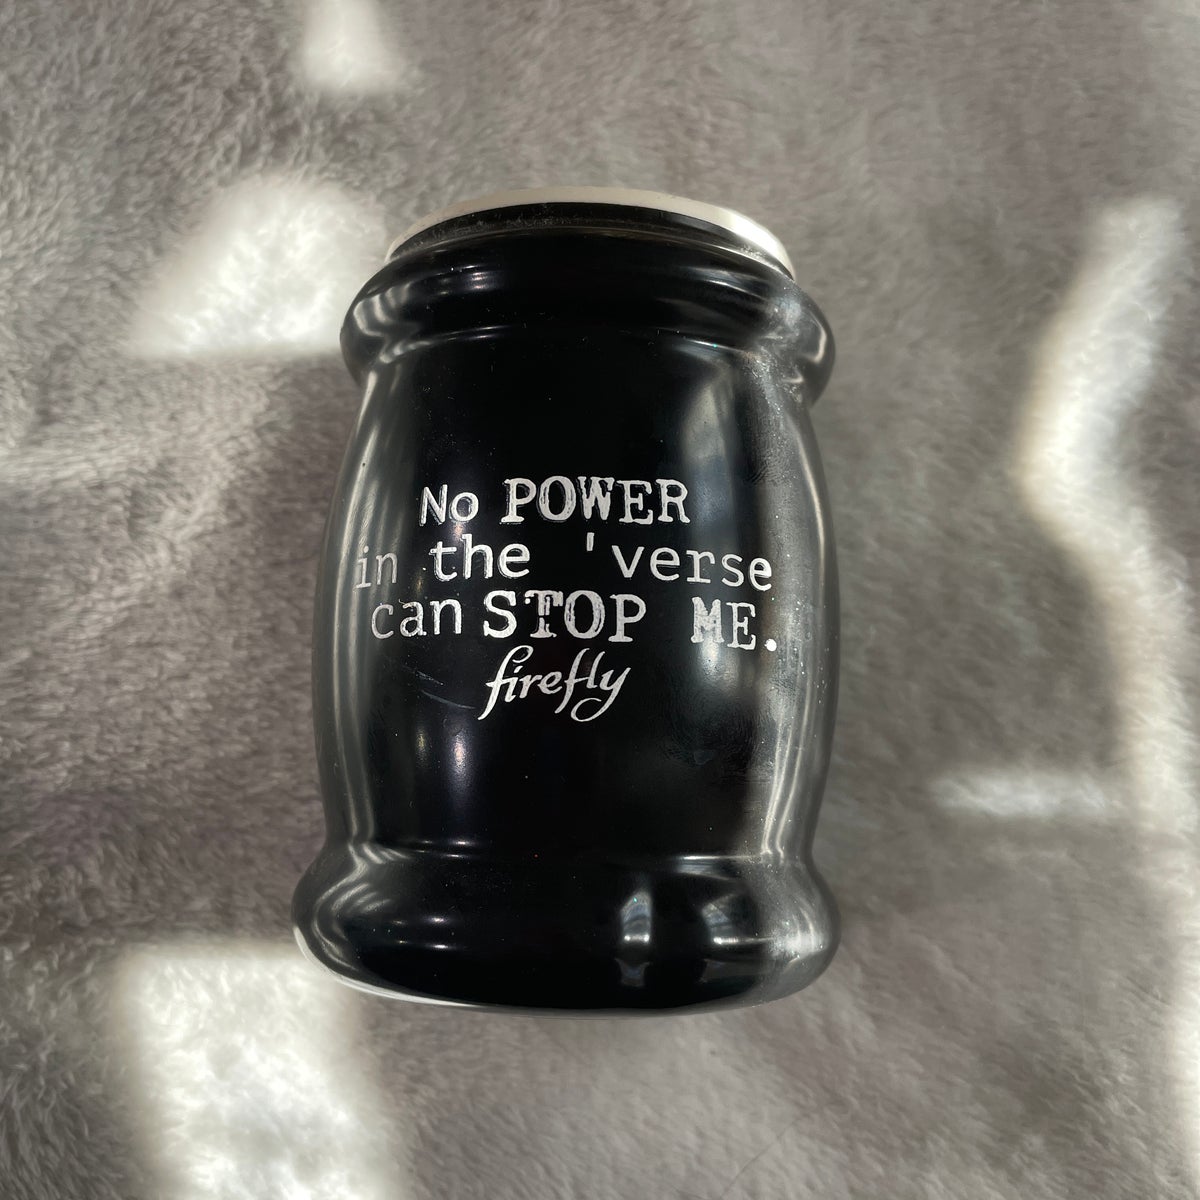 No POWER
in the 'verse
can STOP ME.
firefly